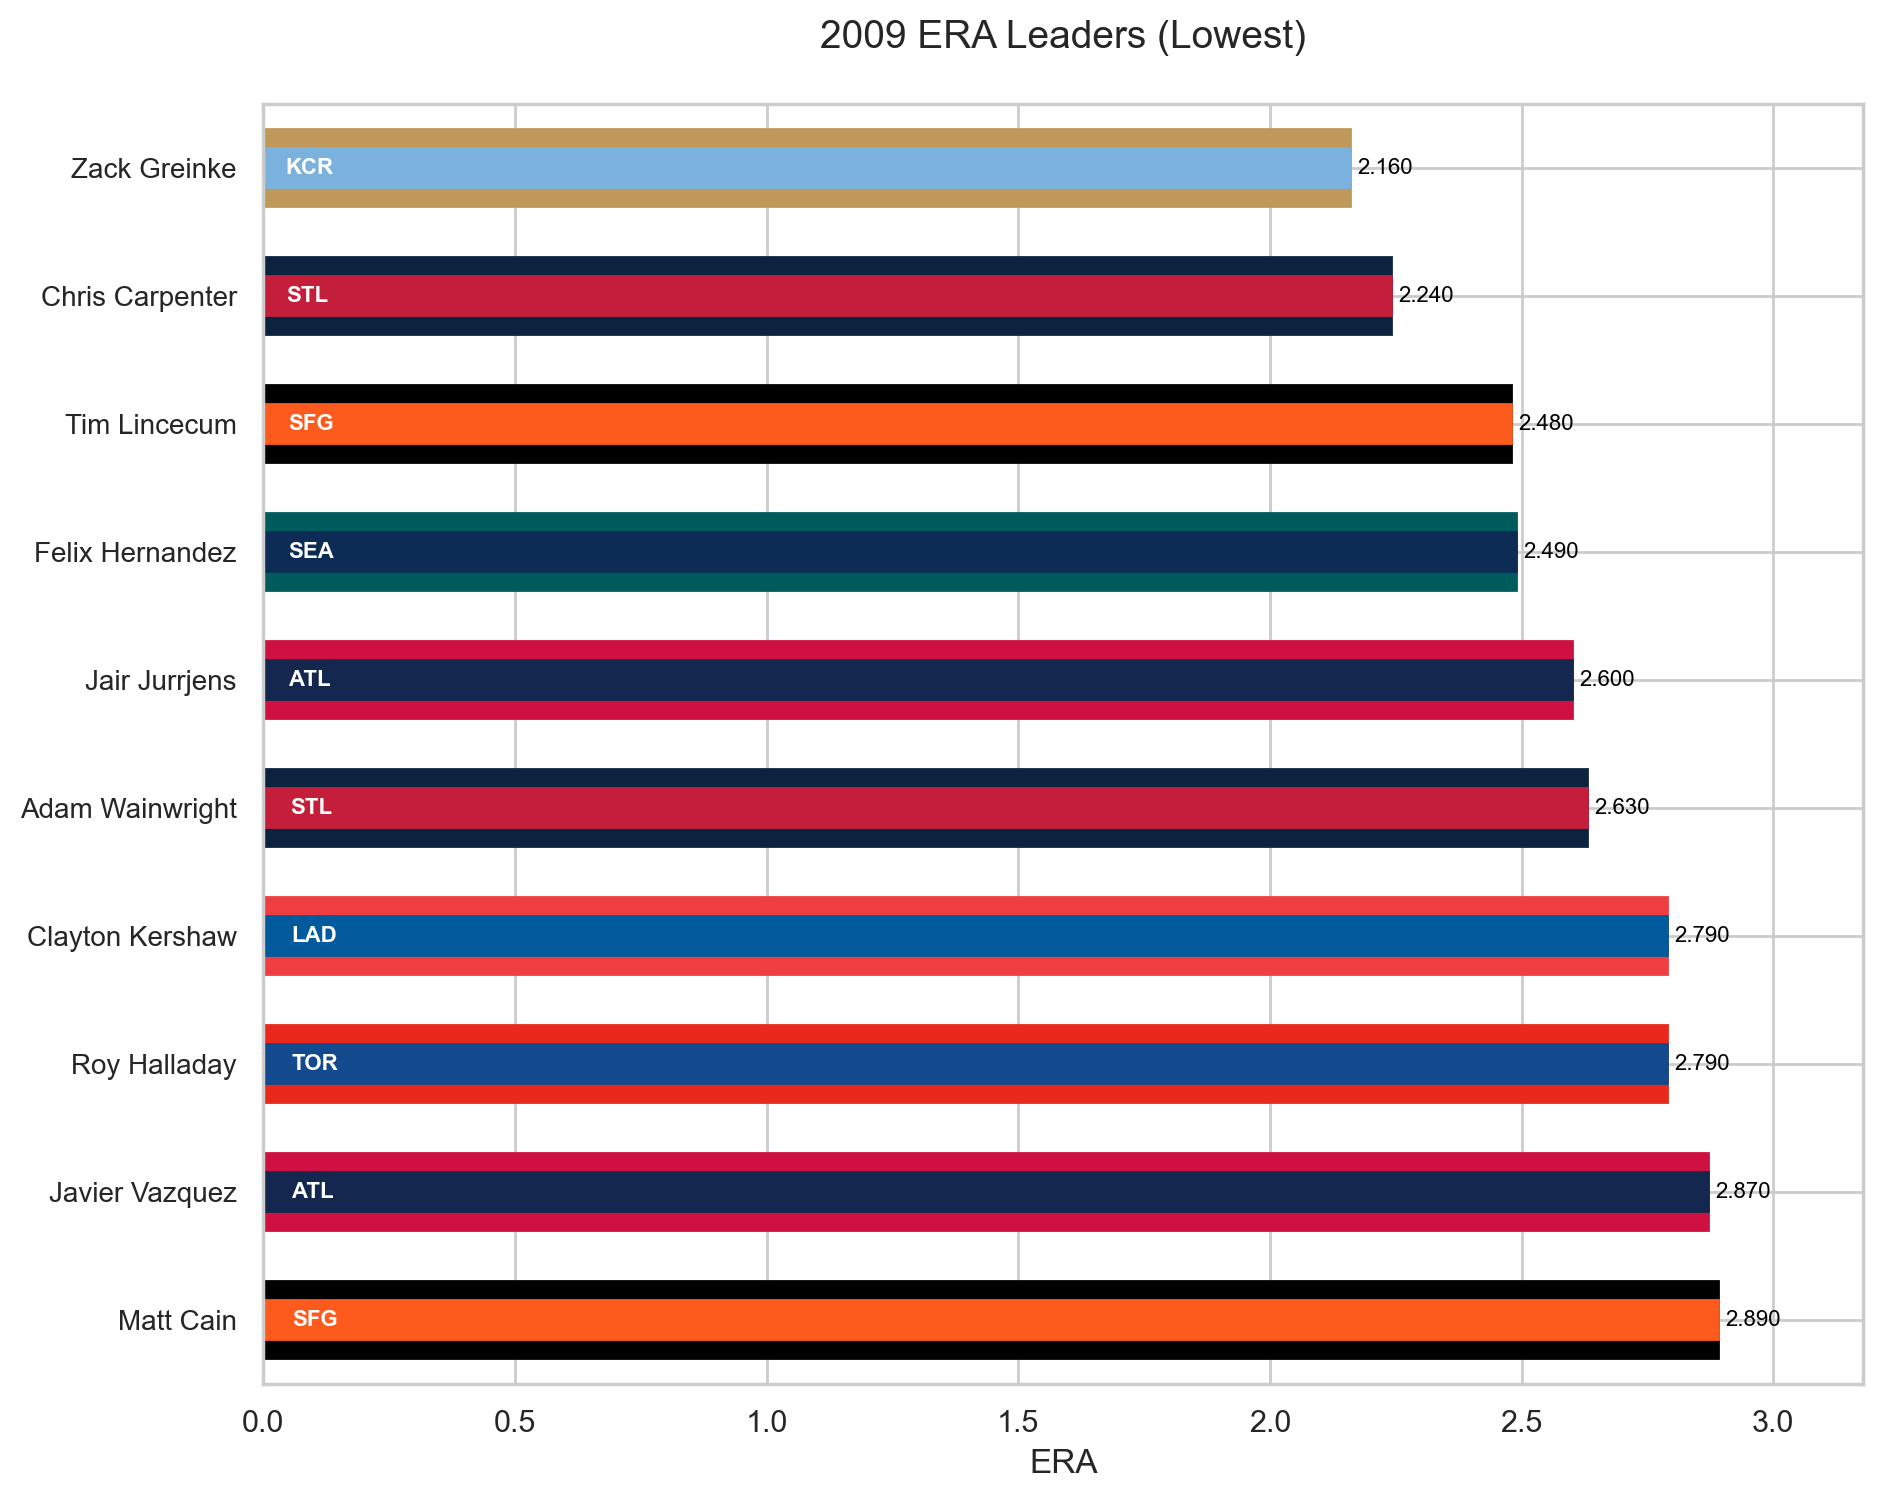 2009 ERA Leaders (Lowest)
Zack Greinke KCR 2.160
Chris Carpenter STL 2.240
Tim Lincecum SFG 2.480
Felix Hernandez SEA 2.490
Jair Jurrjens ATL 2.600
Adam Wainwright STL 2.630
Clayton Kershaw LAD 2.790
Roy Halladay TOR 2.790
Javier Vazquez ATL 2.870
Matt Cain SFG 2.890
0.0 0.5 1.0 1.5 2.0 2.5 3.0
ERA